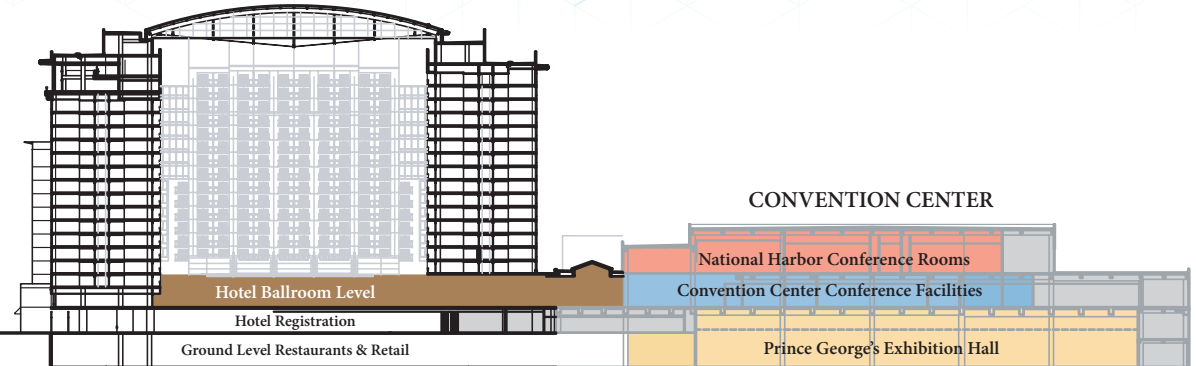 CONVENTION CENTER
National Harbor Conference Rooms
Hotel Ballroom Level
Convention Center Conference Facilities
Hotel Registration
Ground Level Restaurants & Retail
Prince George's Exhibition Hall